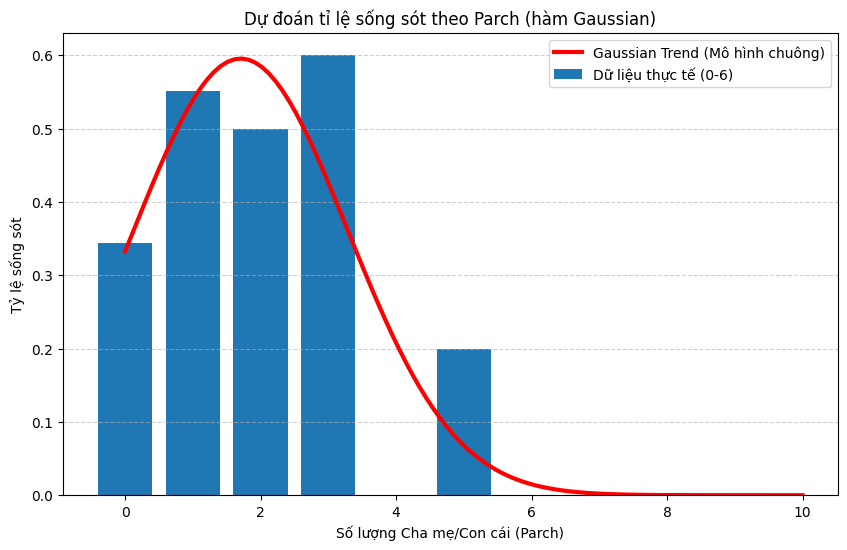 Dự đoán tỉ lệ sống sót theo Parch (hàm Gaussian)
Gaussian Trend (Mô hình chuông)
Dữ liệu thực tế (0-6)
Tỷ lệ sống sót
0.6
0.5
0.4
0.3
0.2
0.1
0.0
0 2 4 6 8 10
Số lượng Cha mẹ/Con cái (Parch)